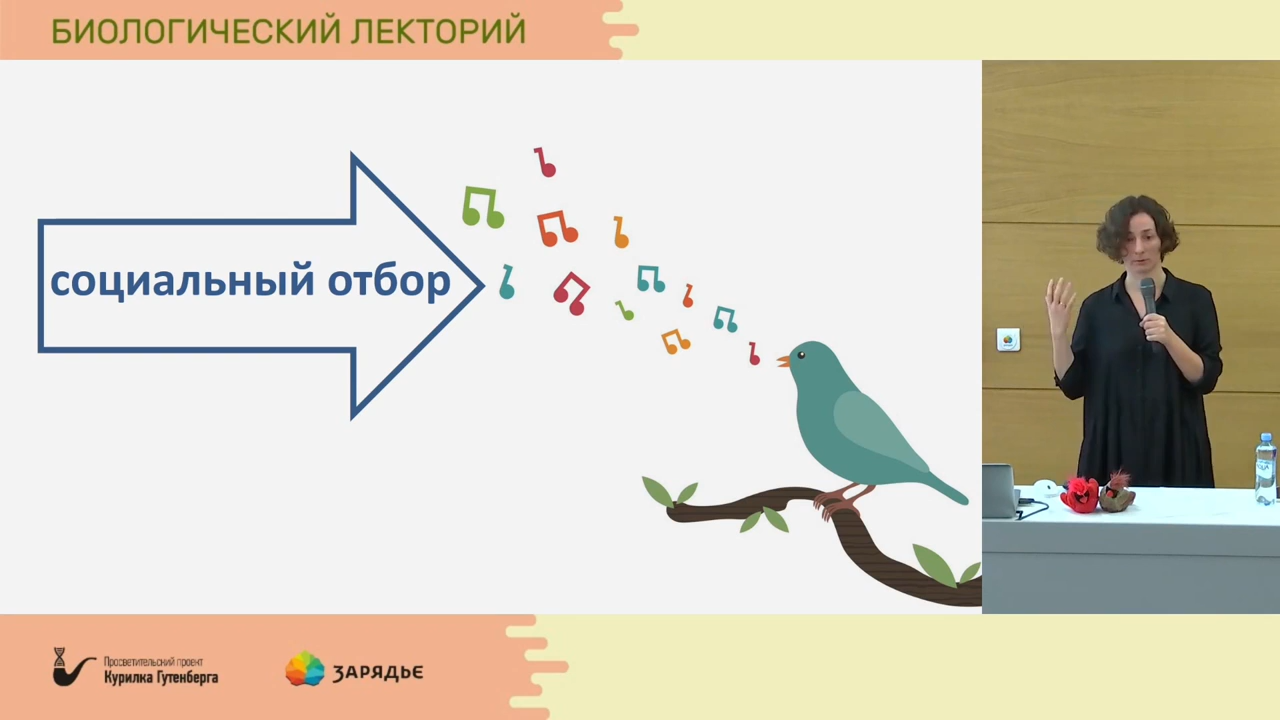 БИОЛОГИЧЕСКИЙ ЛЕКТОРИЙ
социальный отбор
Просветительский проект
Курилка Гутенберга
ЗАРЯДЬЕ